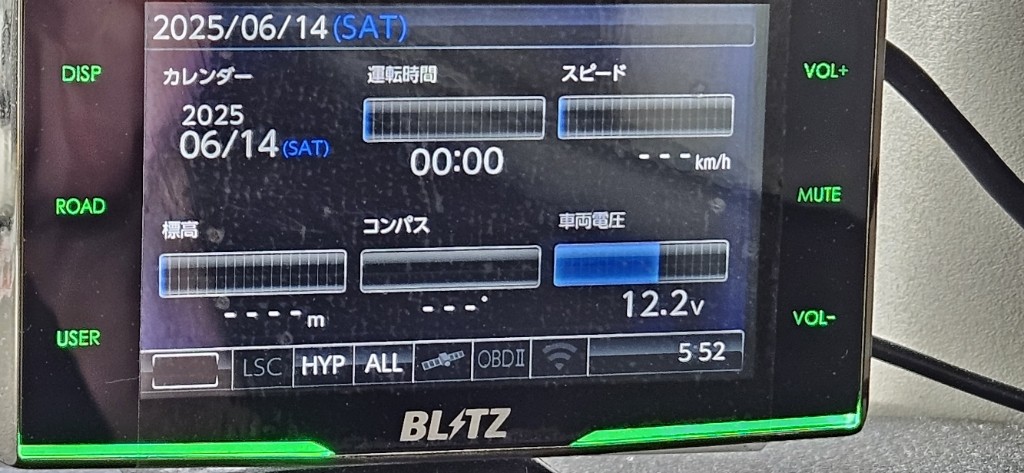 2025/06/14(SAT)
DISP
カレンダー
運転時間
スピード
VOL+
2025
06/14(SAT)
00:00
---km/h
ROAD
MUTE
標高
コンパス
車両電圧
----m
---°
12.2v
USER
VOL-
LSC HYP ALL OBDII 5:52
BLITZ